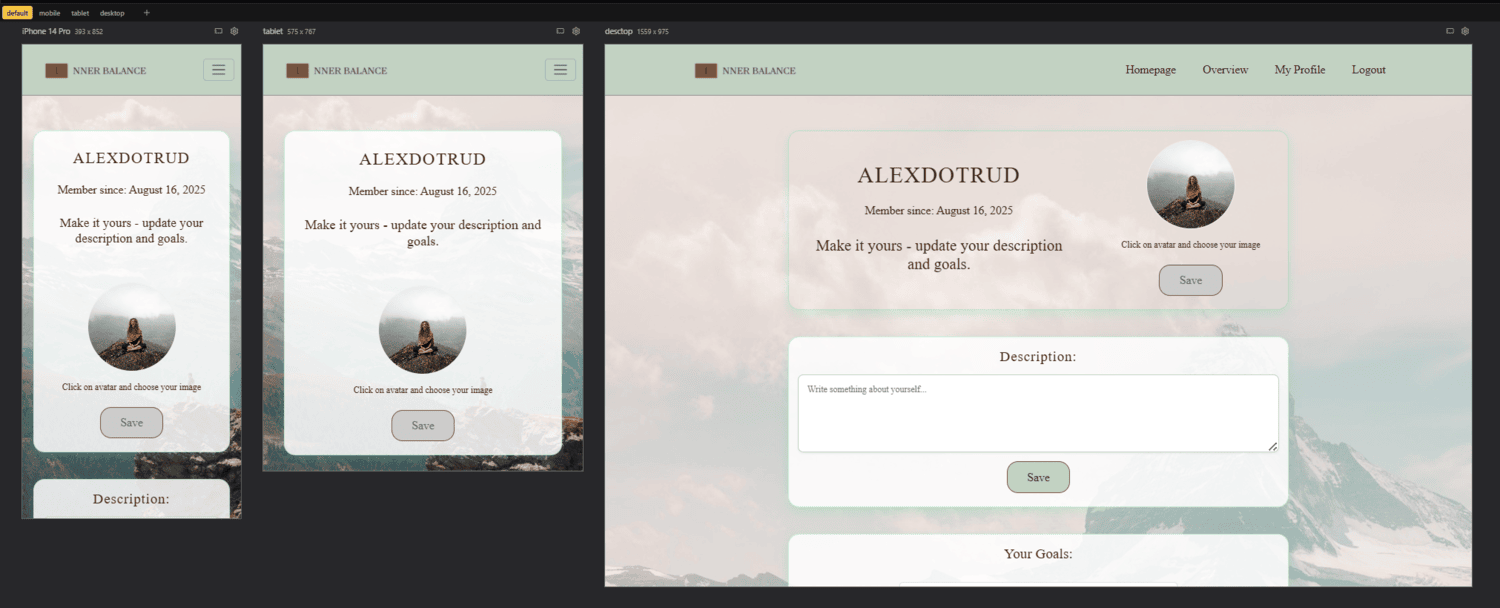 default mobile tablet desktop +
iPhone 14 Pro 393 x 852
NNER BALANCE
ALEXDOTRUD
Member since: August 16, 2025
Make it yours - update your
description and goals.
Click on avatar and choose your image
Save
Description:
tablet 575 x 767
NNER BALANCE
ALEXDOTRUD
Member since: August 16, 2025
Make it yours - update your description and
goals.
Click on avatar and choose your image
Save
desctop 1559 x 975
NNER BALANCE
Homepage Overview My Profile Logout
ALEXDOTRUD
Member since: August 16, 2025
Make it yours - update your description
and goals.
Click on avatar and choose your image
Save
Description:
Write something about yourself...
Save
Your Goals: